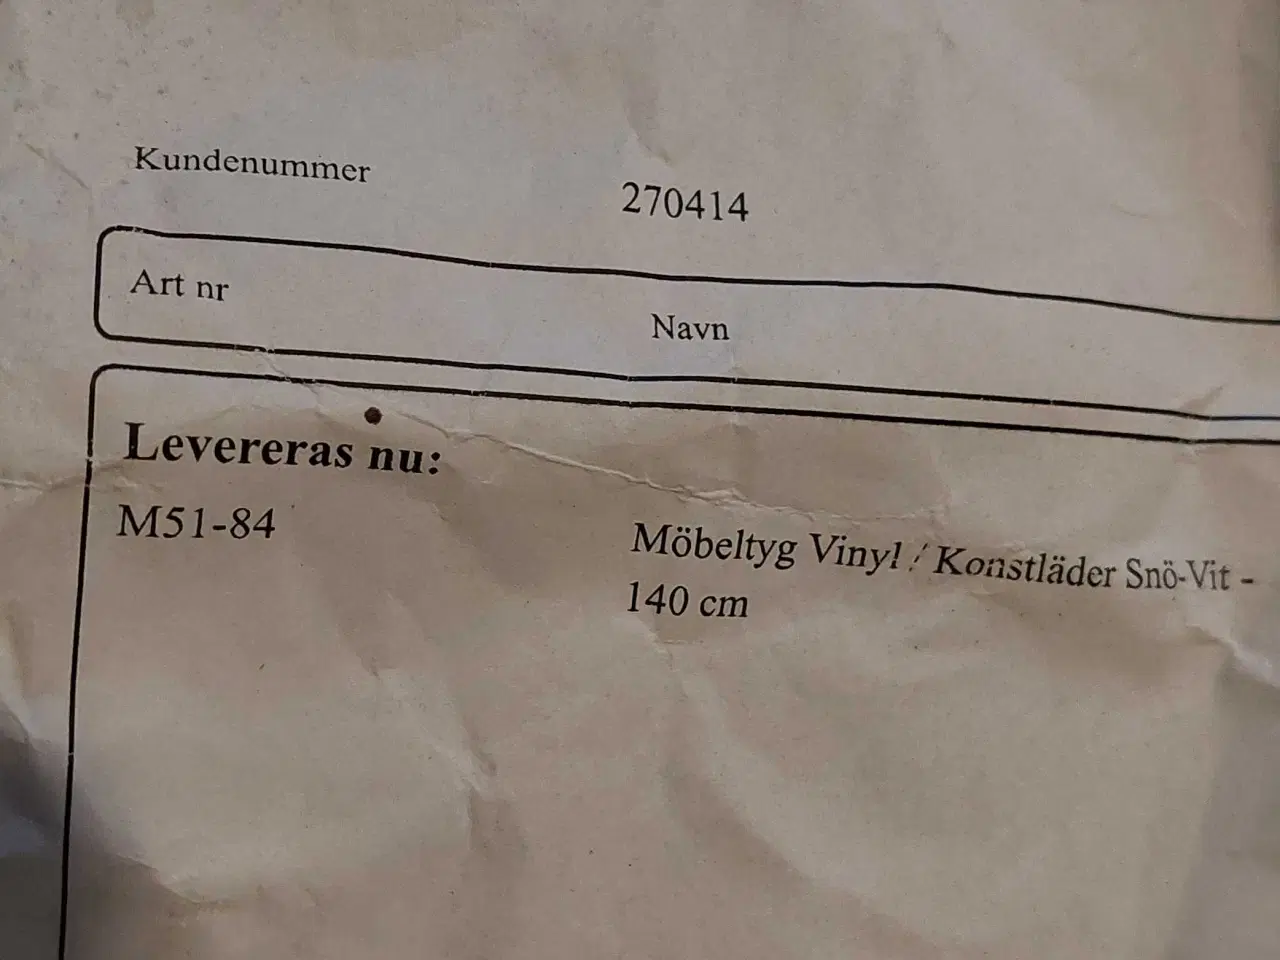 Kundenummer 270414
Art nr Navn
Levereras nu:
M51-84 Möbeltyg Vinyl / Konstläder Snö-Vit -
140 cm